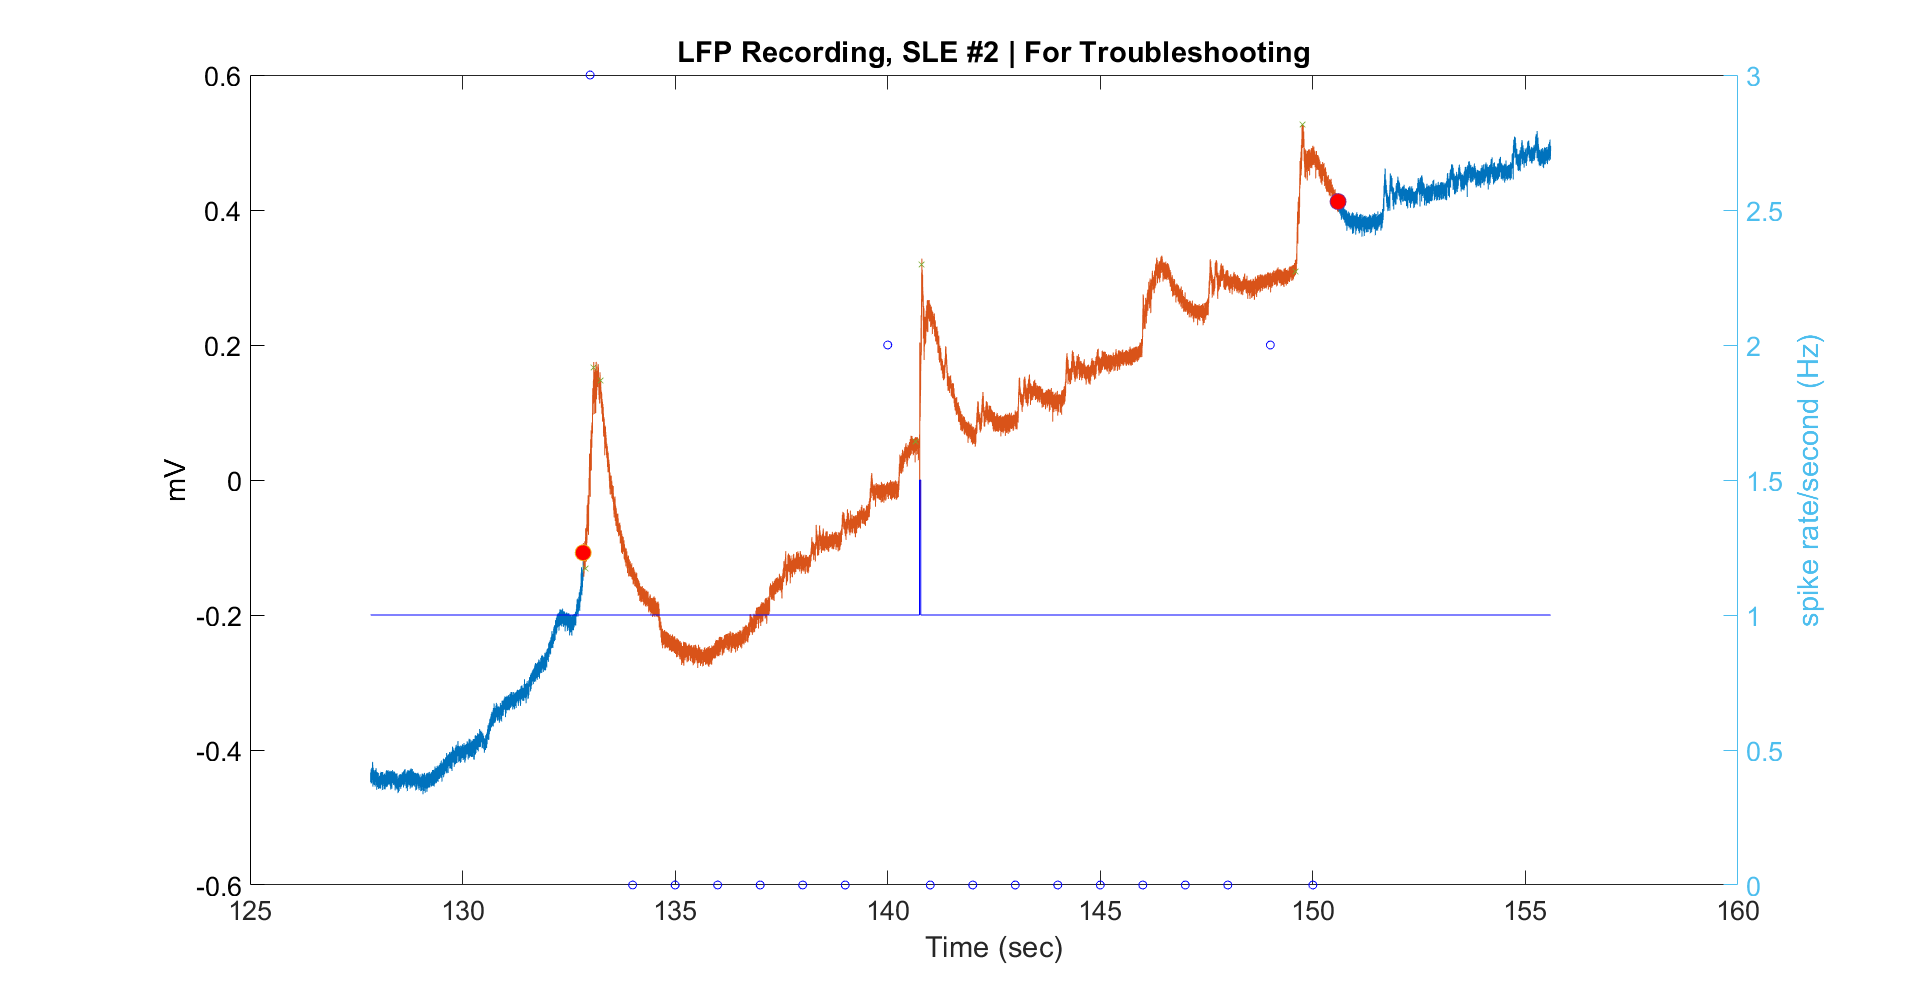 LFP Recording, SLE #2 | For Troubleshooting
0.6
0.4
0.2
0
-0.2
-0.4
-0.6
mV
3
2.5
2
1.5
1
0.5
0
spike rate/second (Hz)
125 130 135 140 145 150 155 160
Time (sec)